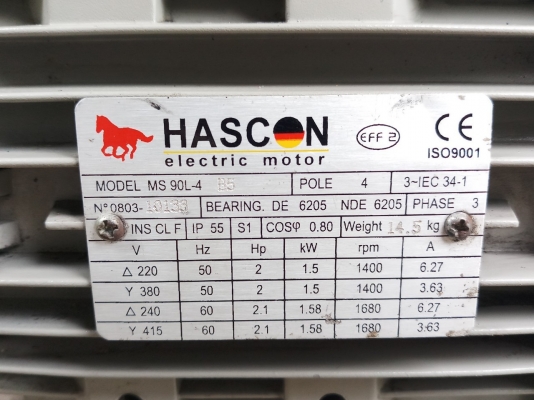 HASCON
electric motor
EFF 2
CE
ISO9001
MODEL MS 90L-4 B5 POLE 4 3~IEC 34-1
N° 0803-10133 BEARING. DE 6205 NDE 6205 PHASE 3
INS CL F IP 55 S1 COSφ 0.80 Weight 14.5 kg
V Hz Hp kW rpm A
Δ 220 50 2 1.5 1400 6.27
Y 380 50 2 1.5 1400 3.63
Δ 240 60 2.1 1.58 1680 6.27
Y 415 60 2.1 1.58 1680 3.63